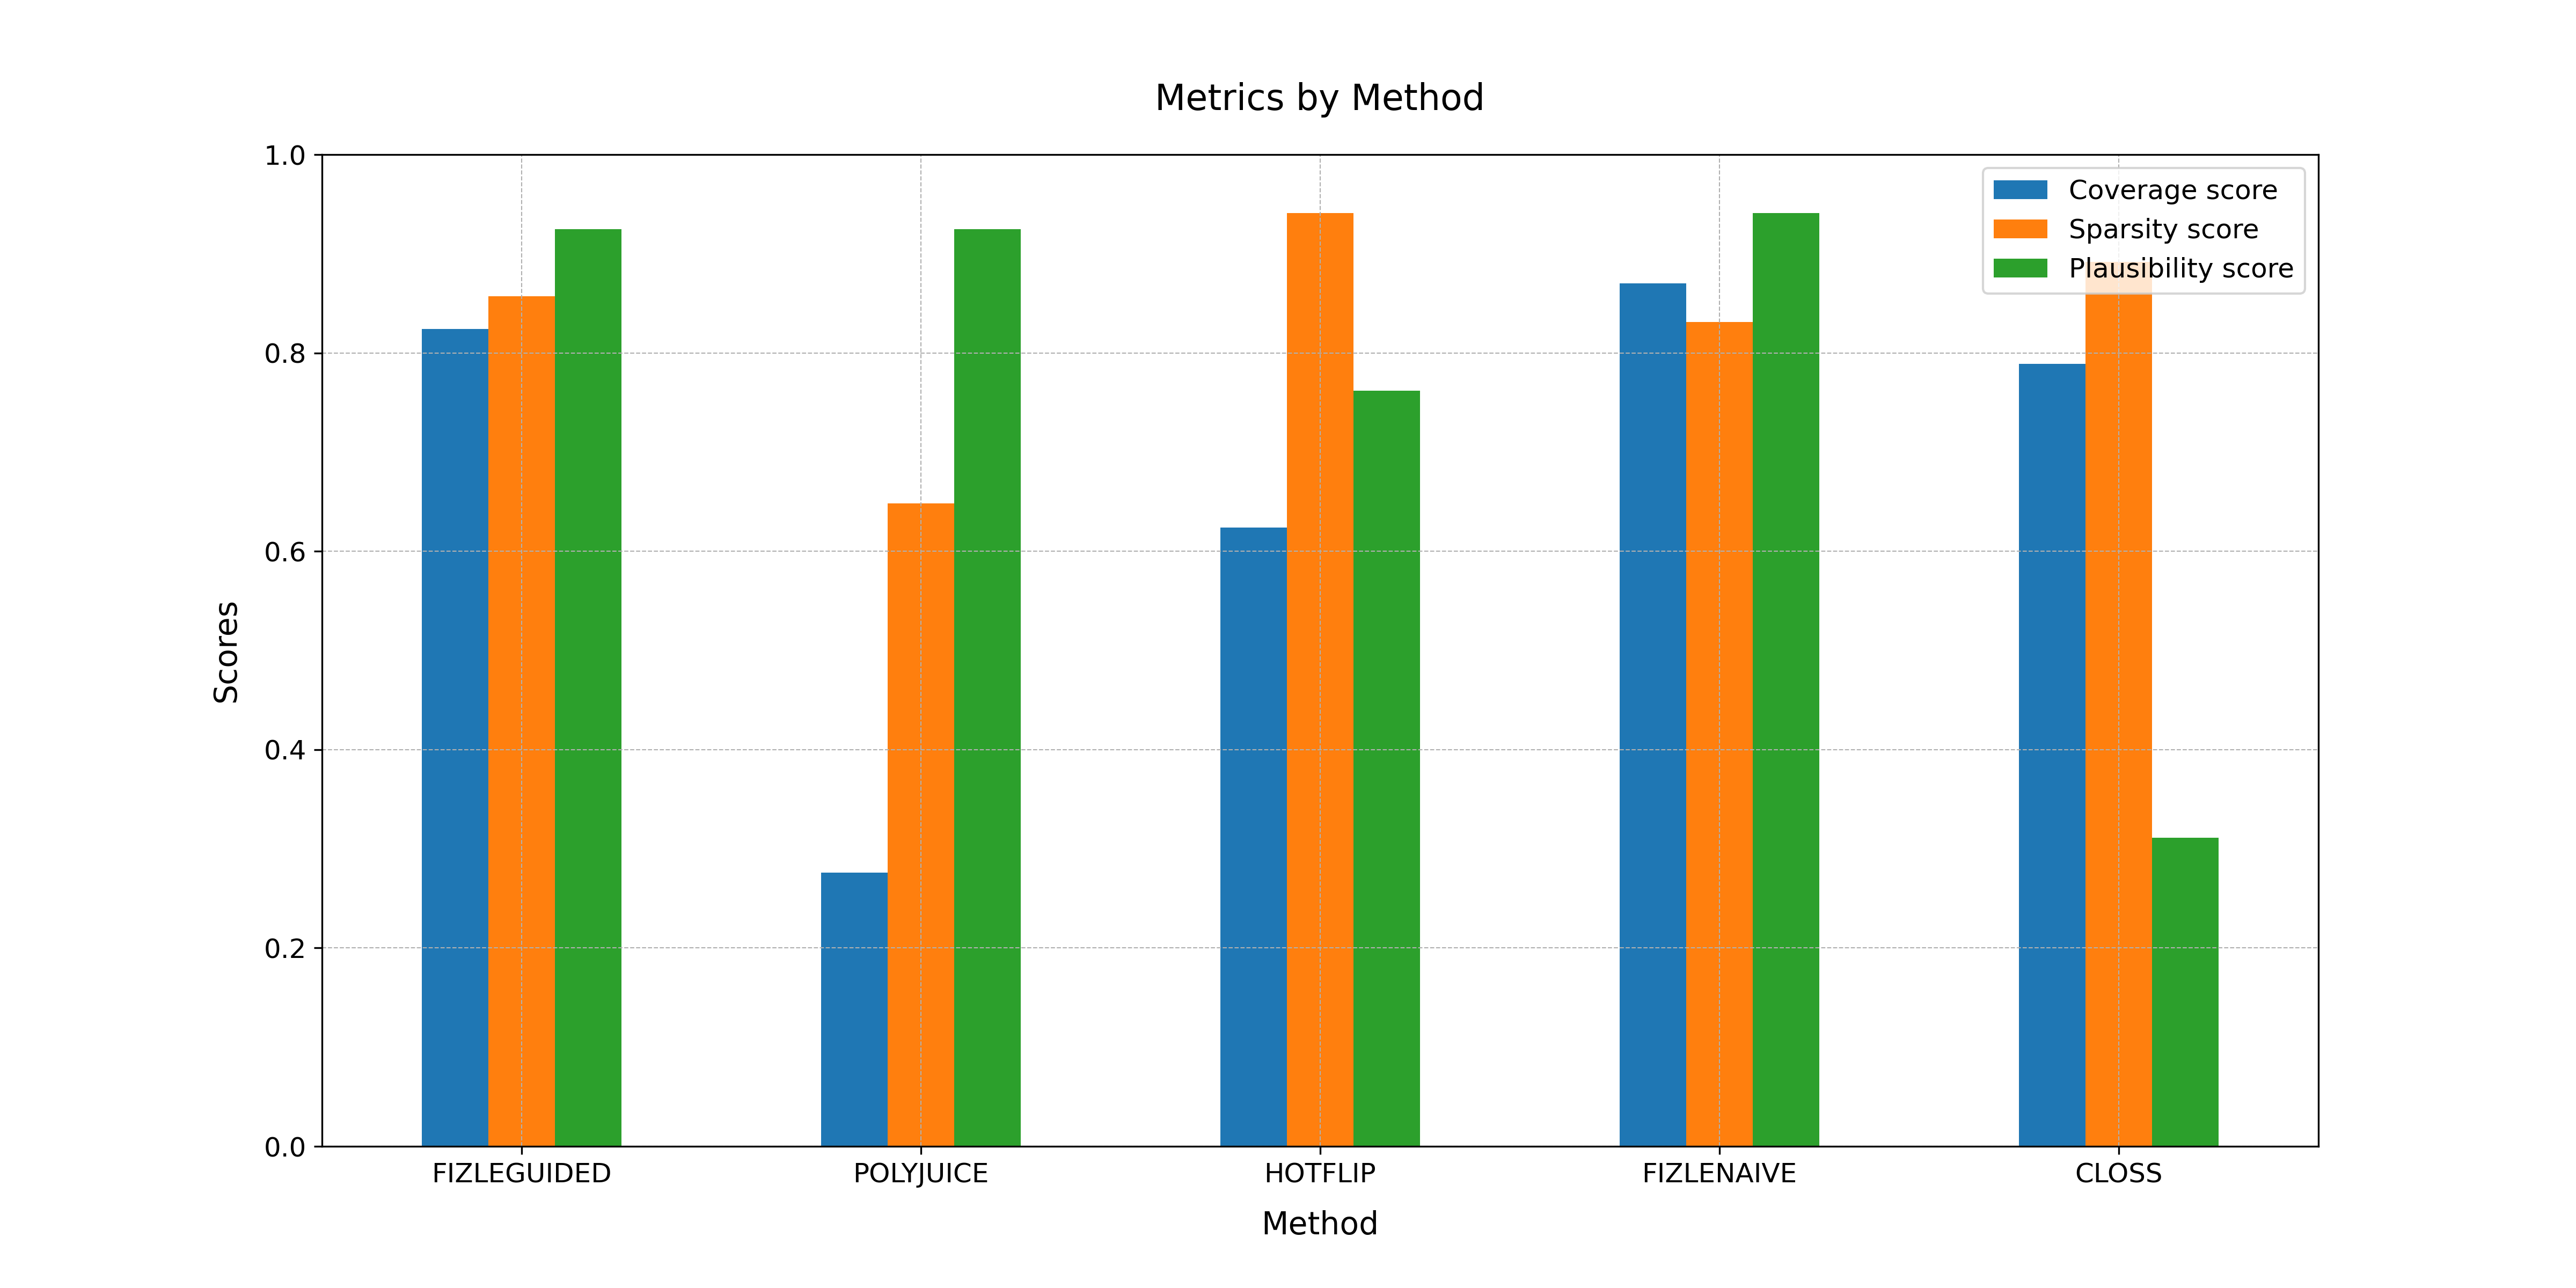 Metrics by Method
1.0
0.8
0.6
0.4
0.2
0.0
Scores
Coverage score
Sparsity score
Plausibility score
FIZLEGUIDED
POLYJUICE
HOTFLIP
FIZLENAIVE
CLOSS
Method